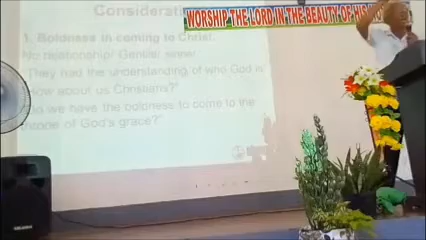 Considerati
WORSHIP THE LORD IN THE BEAUTY OF HIS
1. Boldness in coming to Christ.
No relationship/ Gentile/ sinner.
"They had the understanding of who God is"
How about us Christians?"
Do we have the boldness to come to the
throne of God's grace?"